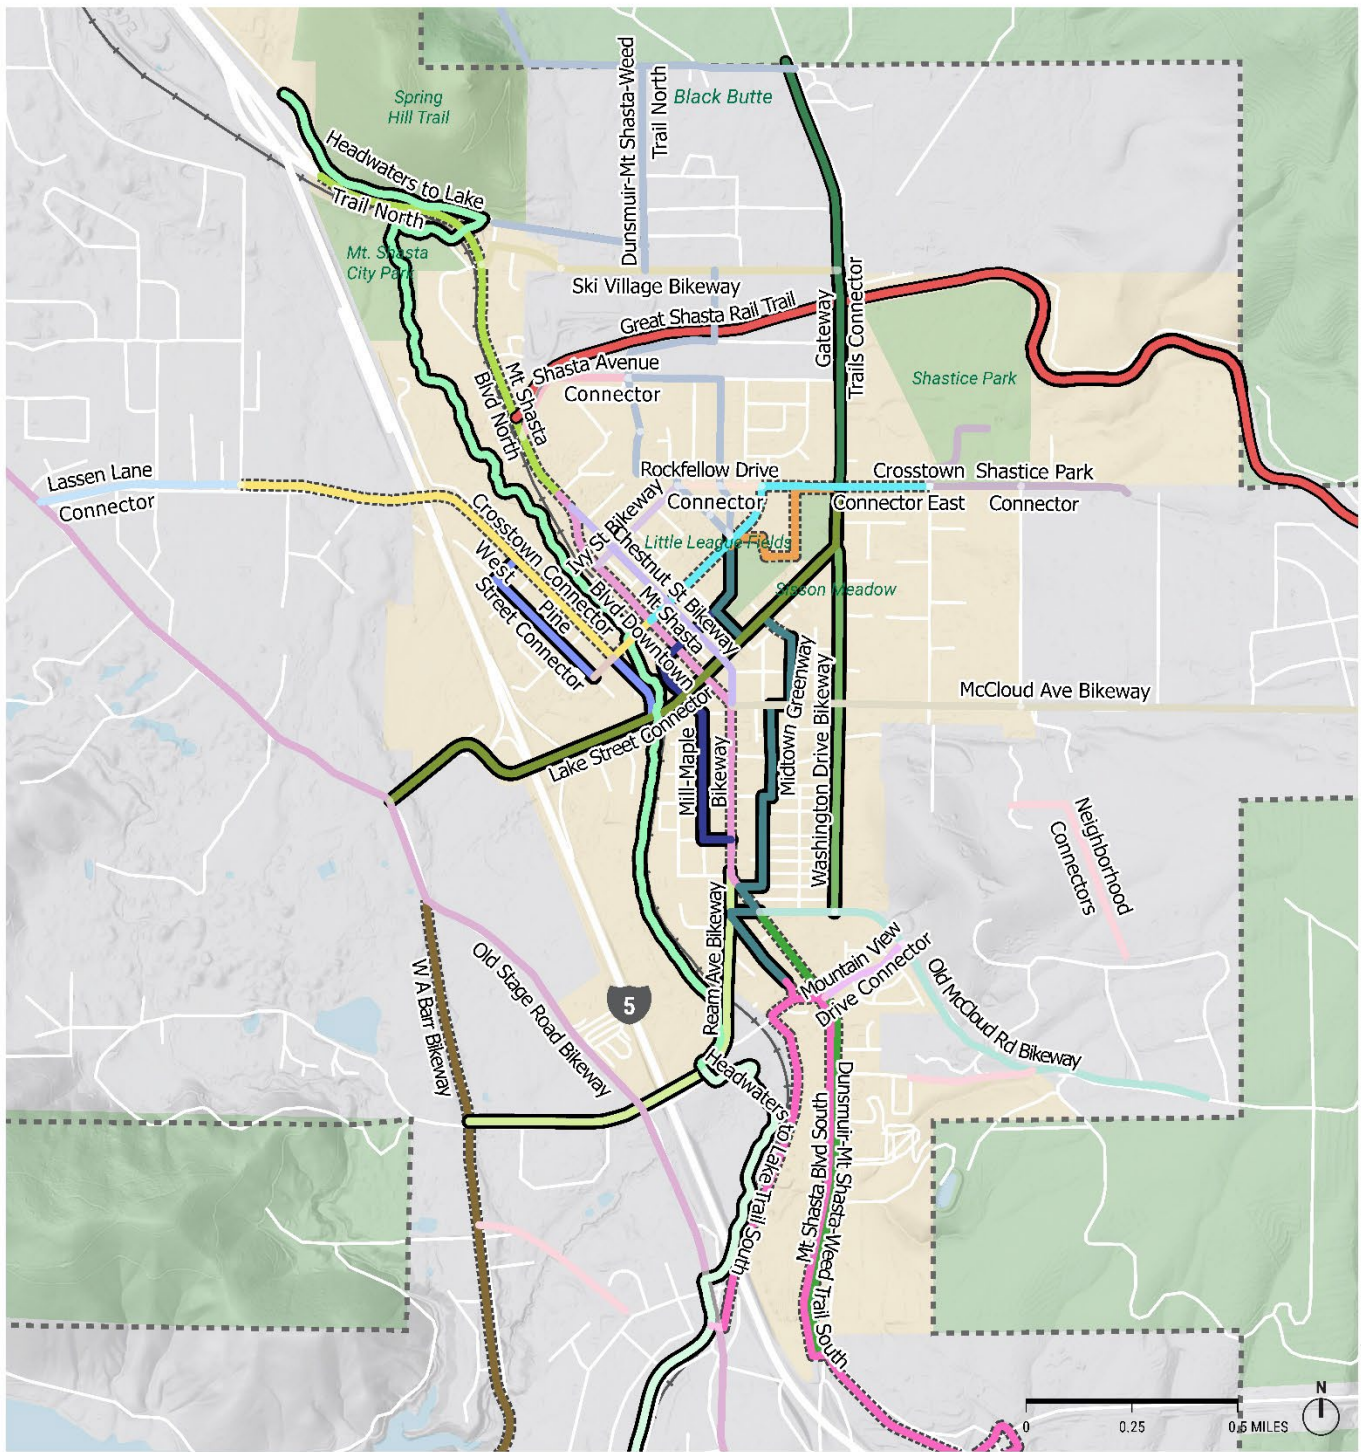 Spring
Hill Trail
Black Butte
Dunsmuir-Mt Shasta-Weed
Trail North
Headwaters to Lake
Trail North
Mt. Shasta
City Park
Ski Village Bikeway
Great Shasta Rail Trail
Gateway
Trails Connector
Shasta Avenue
Connector
Mt Shasta
Blvd North
Shastice Park
Lassen Lane
Connector
Rockfellow Drive
Connector
Crosstown
Connector East
Shastice Park
Connector
Ivy St Bikeway
Crosstown Connector
Chestnut St Bikeway
Little League Fields
Sisson Meadow
West
Pine
Street Connector
Mt Shasta
Blvd Downtown
McCloud Ave Bikeway
Lake Street Connector
Mill-Maple
Bikeway
Midtown Greenway
Washington Drive Bikeway
Neighborhood
Connectors
Ream Ave Bikeway
Mountain View
Drive Connector
Old McCloud Rd Bikeway
W A Barr Bikeway
Old Stage Road Bikeway
5
Headwaters to Lake Trail South
Mt Shasta Blvd South
Dunsmuir-Mt Shasta-Weed Trail South
N
0 0.25 0.5 MILES